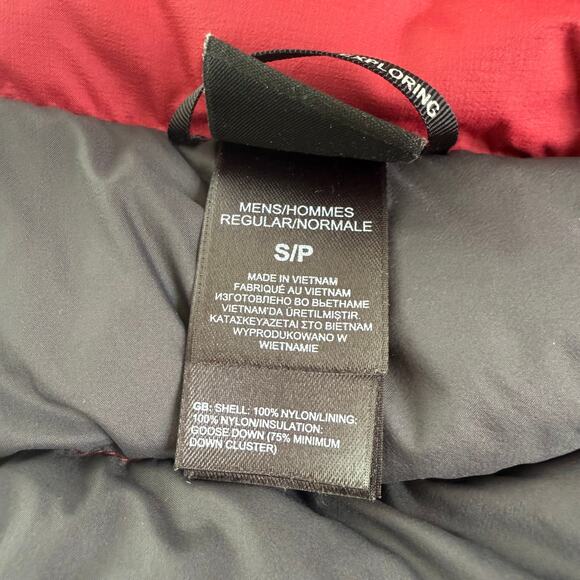 EXPLORING
MENS/HOMMES
REGULAR/NORMALE
S/P
MADE IN VIETNAM
FABRIQUÉ AU VIETNAM
ИЗГОТОВЛЕНО ВО ВЬЕТНАМЕ
VIETNAM'DA ÜRETILMIŞTIR.
ΚΑΤΑΣΚΕΥΑΖΕΤΑΙ ΣΤΟ ΒΙΕΤΝΑΜ
WYPRODUKOWANO W
WIETNAMIE
GB: SHELL: 100% NYLON/LINING:
100% NYLON/INSULATION:
GOOSE DOWN (75% MINIMUM
DOWN CLUSTER)